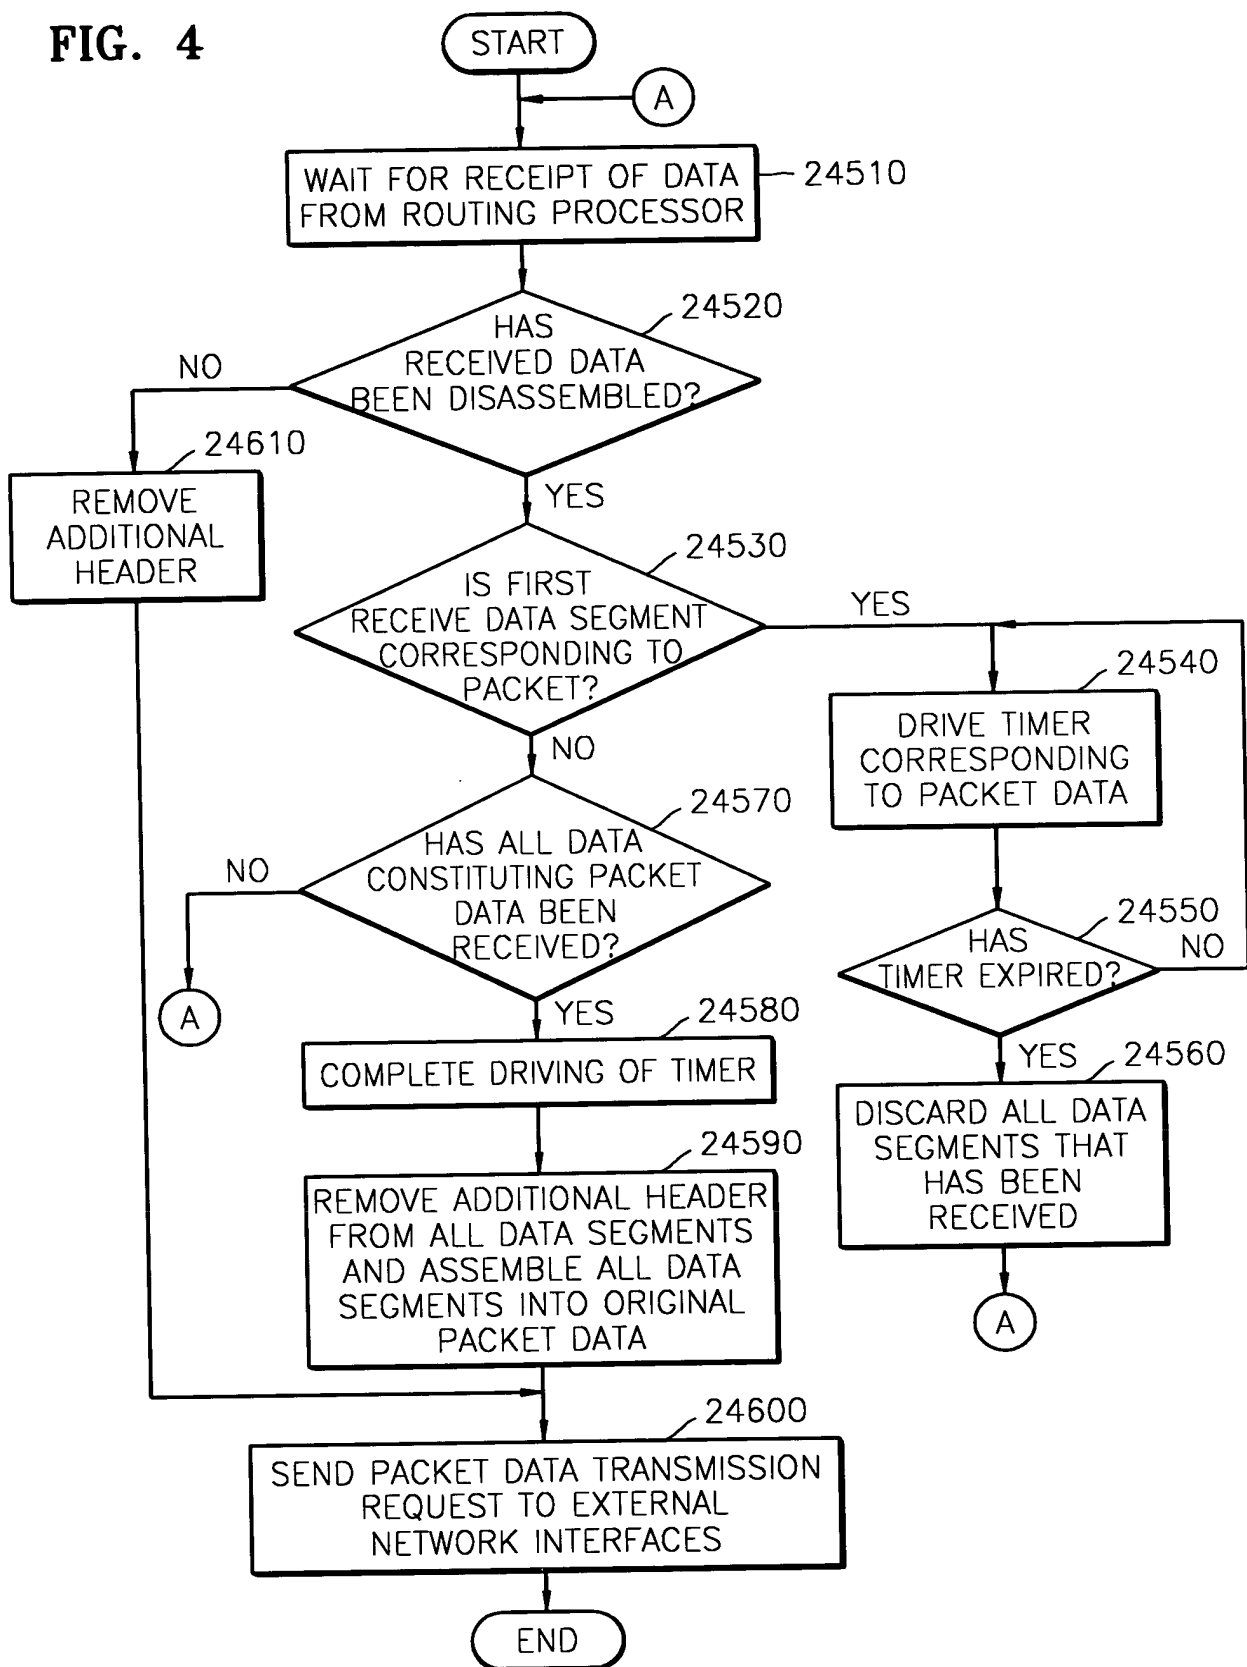 FIG. 4
START
A
WAIT FOR RECEIPT OF DATA
FROM ROUTING PROCESSOR
24510
24520
HAS
RECEIVED DATA
BEEN DISASSEMBLED?
NO
24610
REMOVE
ADDITIONAL
HEADER
YES
24530
IS FIRST
RECEIVE DATA SEGMENT
CORRESPONDING TO
PACKET?
YES
24540
DRIVE TIMER
CORRESPONDING
TO PACKET DATA
NO
24570
HAS ALL DATA
CONSTITUTING PACKET
DATA BEEN
RECEIVED?
NO
A
24550
HAS
TIMER EXPIRED?
NO
YES
24580
COMPLETE DRIVING OF TIMER
YES
24560
DISCARD ALL DATA
SEGMENTS THAT
HAS BEEN
RECEIVED
A
24590
REMOVE ADDITIONAL HEADER
FROM ALL DATA SEGMENTS
AND ASSEMBLE ALL DATA
SEGMENTS INTO ORIGINAL
PACKET DATA
24600
SEND PACKET DATA TRANSMISSION
REQUEST TO EXTERNAL
NETWORK INTERFACES
END